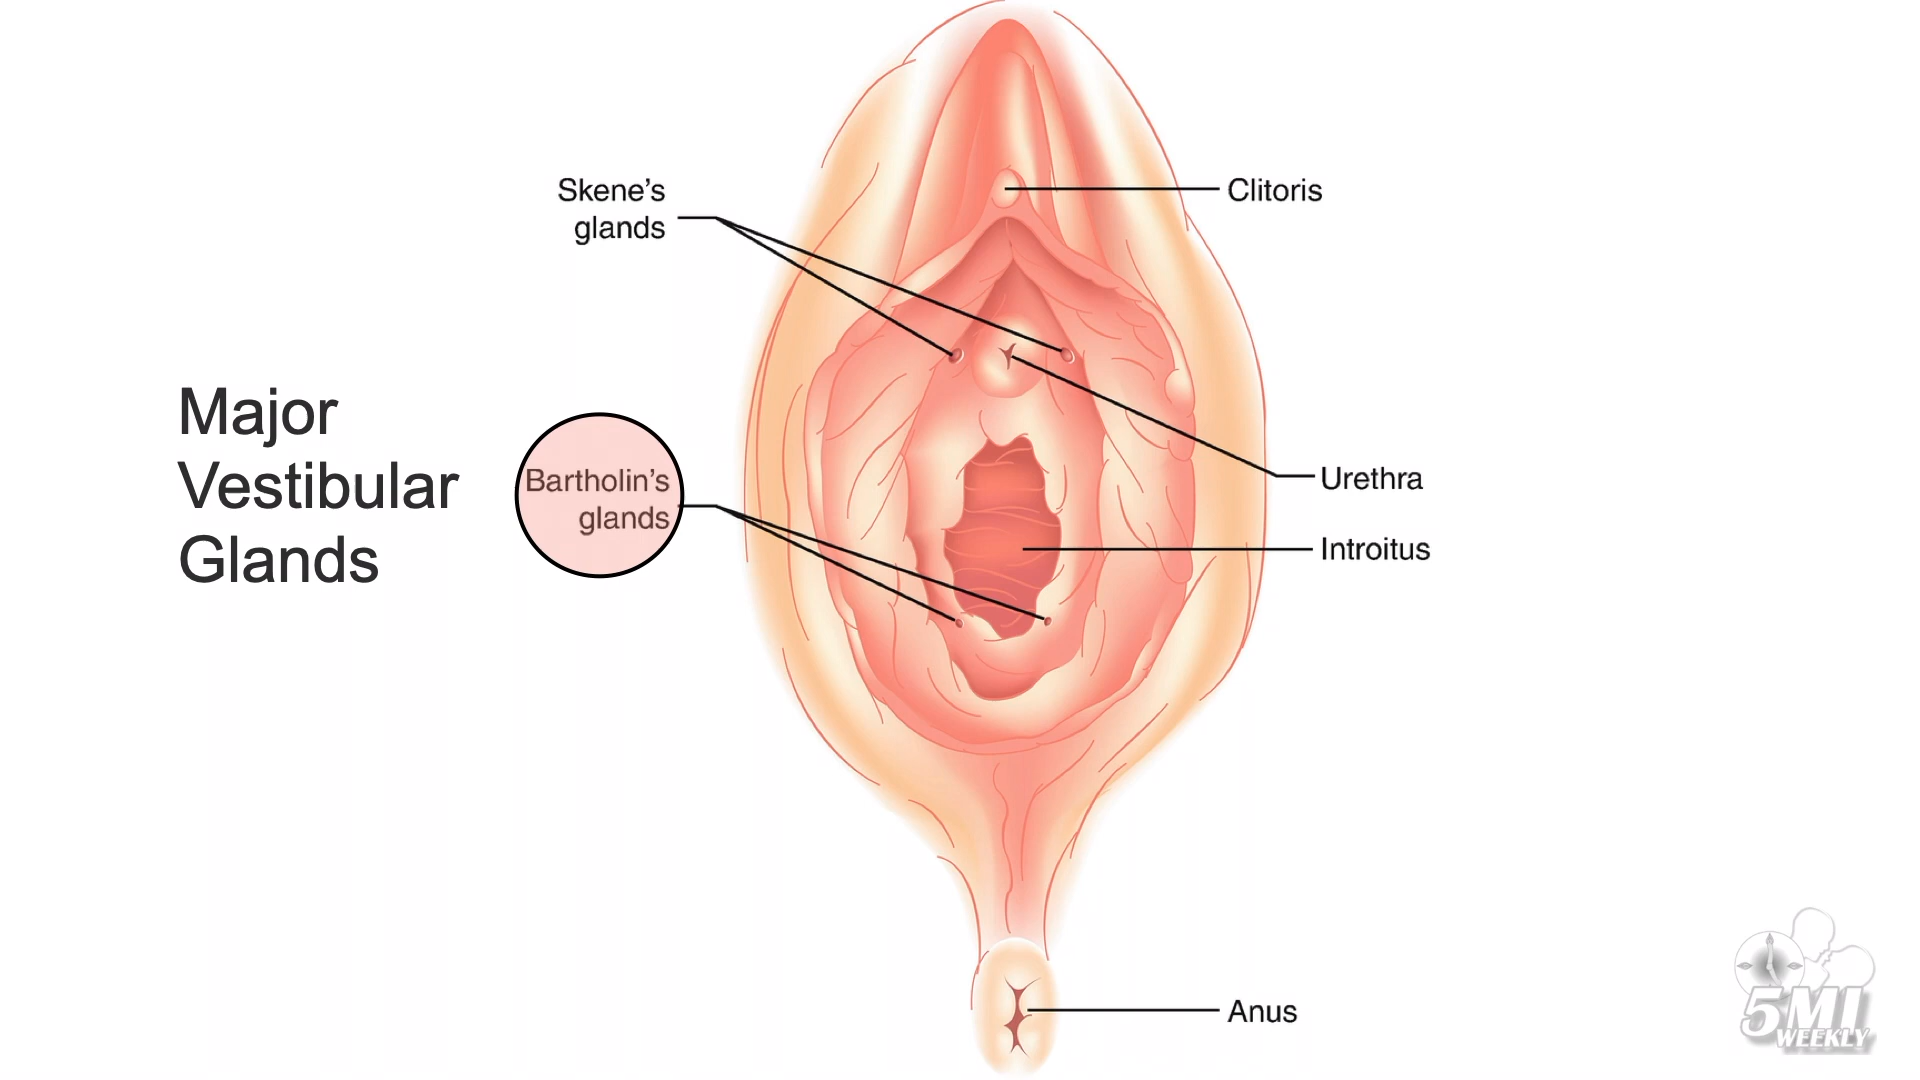 Major
Vestibular
Glands
Skene's
glands
Bartholin's
glands
Clitoris
Urethra
Introitus
Anus
5MI
WEEKLY